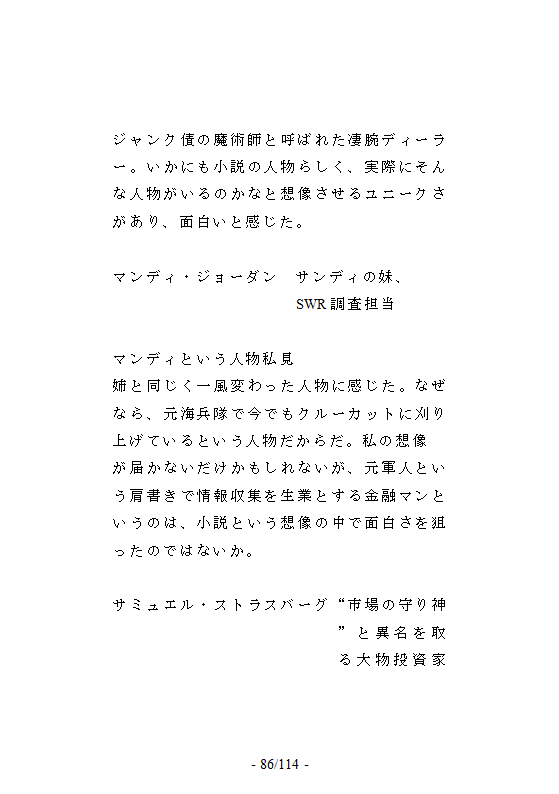 ジャンク債の魔術師と呼ばれた凄腕ディーラ
ー。いかにも小説の人物らしく、実際にそん
な人物がいるのかなと想像させるユニークさ
があり、面白いと感じた。
マンディ・ジョーダン　サンディの妹、
SWR 調査担当
マンディという人物私見
姉と同じく一風変わった人物に感じた。なぜ
なら、元海兵隊で今でもクルーカットに刈り
上げているという人物だからだ。私の想像
が届かないだけかもしれないが、元軍人とい
う肩書きで情報収集を生業とする金融マンと
いうのは、小説という想像の中で面白さを狙
ったのではないか。
サミュエル・ストラスバーグ “市場の守り神
”と異名を取
る大物投資家
- 86/114 -